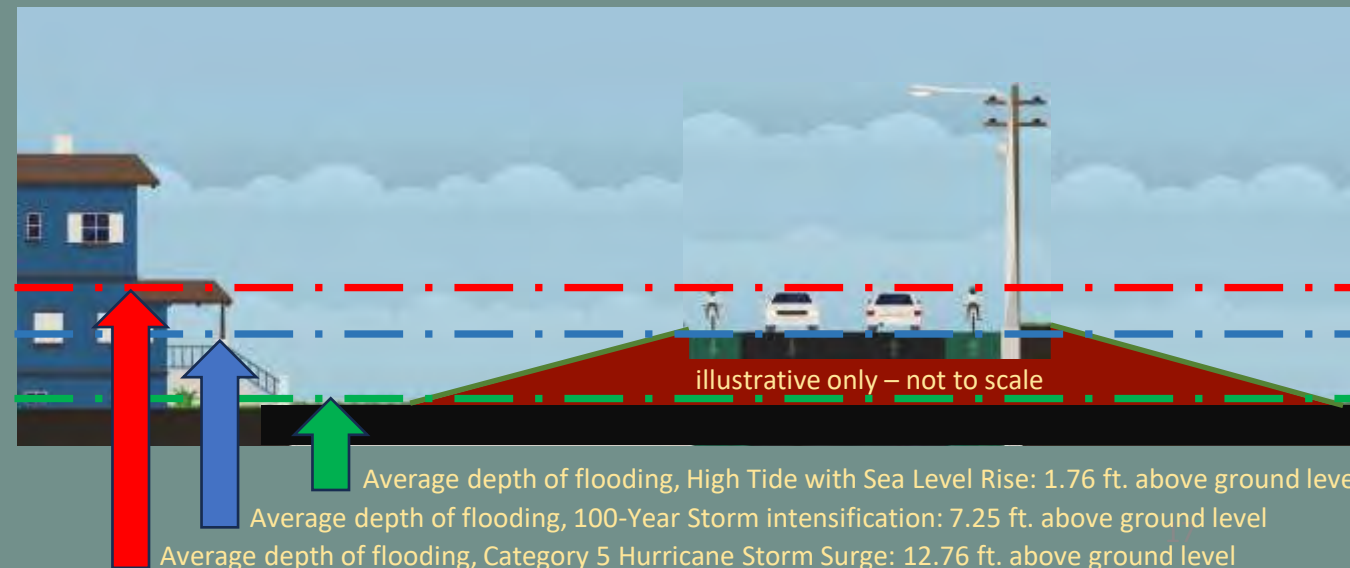 illustrative only – not to scale
Average depth of flooding, High Tide with Sea Level Rise: 1.76 ft. above ground leve
Average depth of flooding, 100-Year Storm intensification: 7.25 ft. above ground level
Average depth of flooding, Category 5 Hurricane Storm Surge: 12.76 ft. above ground level